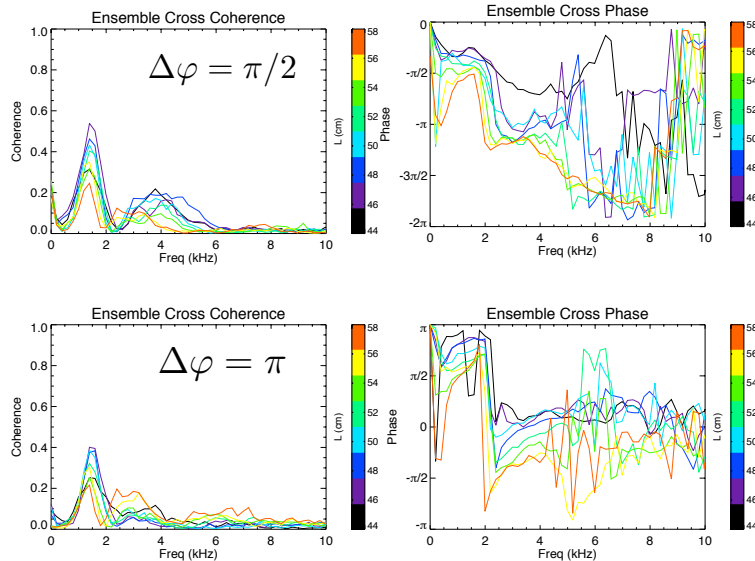 Ensemble Cross Coherence
Δφ = π/2
Coherence
1.0
0.8
0.6
0.4
0.2
0.0
0 2 4 6 8 10
Freq (kHz)
L (cm)
58
56
54
52
50
48
46
44
Ensemble Cross Phase
Phase
0
-π/2
-π
-3π/2
-2π
0 2 4 6 8 10
Freq (kHz)
L (cm)
58
56
54
52
50
48
46
44
Ensemble Cross Coherence
Δφ = π
Coherence
1.0
0.8
0.6
0.4
0.2
0.0
0 2 4 6 8 10
Freq (kHz)
L (cm)
58
56
54
52
50
48
46
44
Ensemble Cross Phase
Phase
π
π/2
0
-π/2
-π
0 2 4 6 8 10
Freq (kHz)
L (cm)
58
56
54
52
50
48
46
44